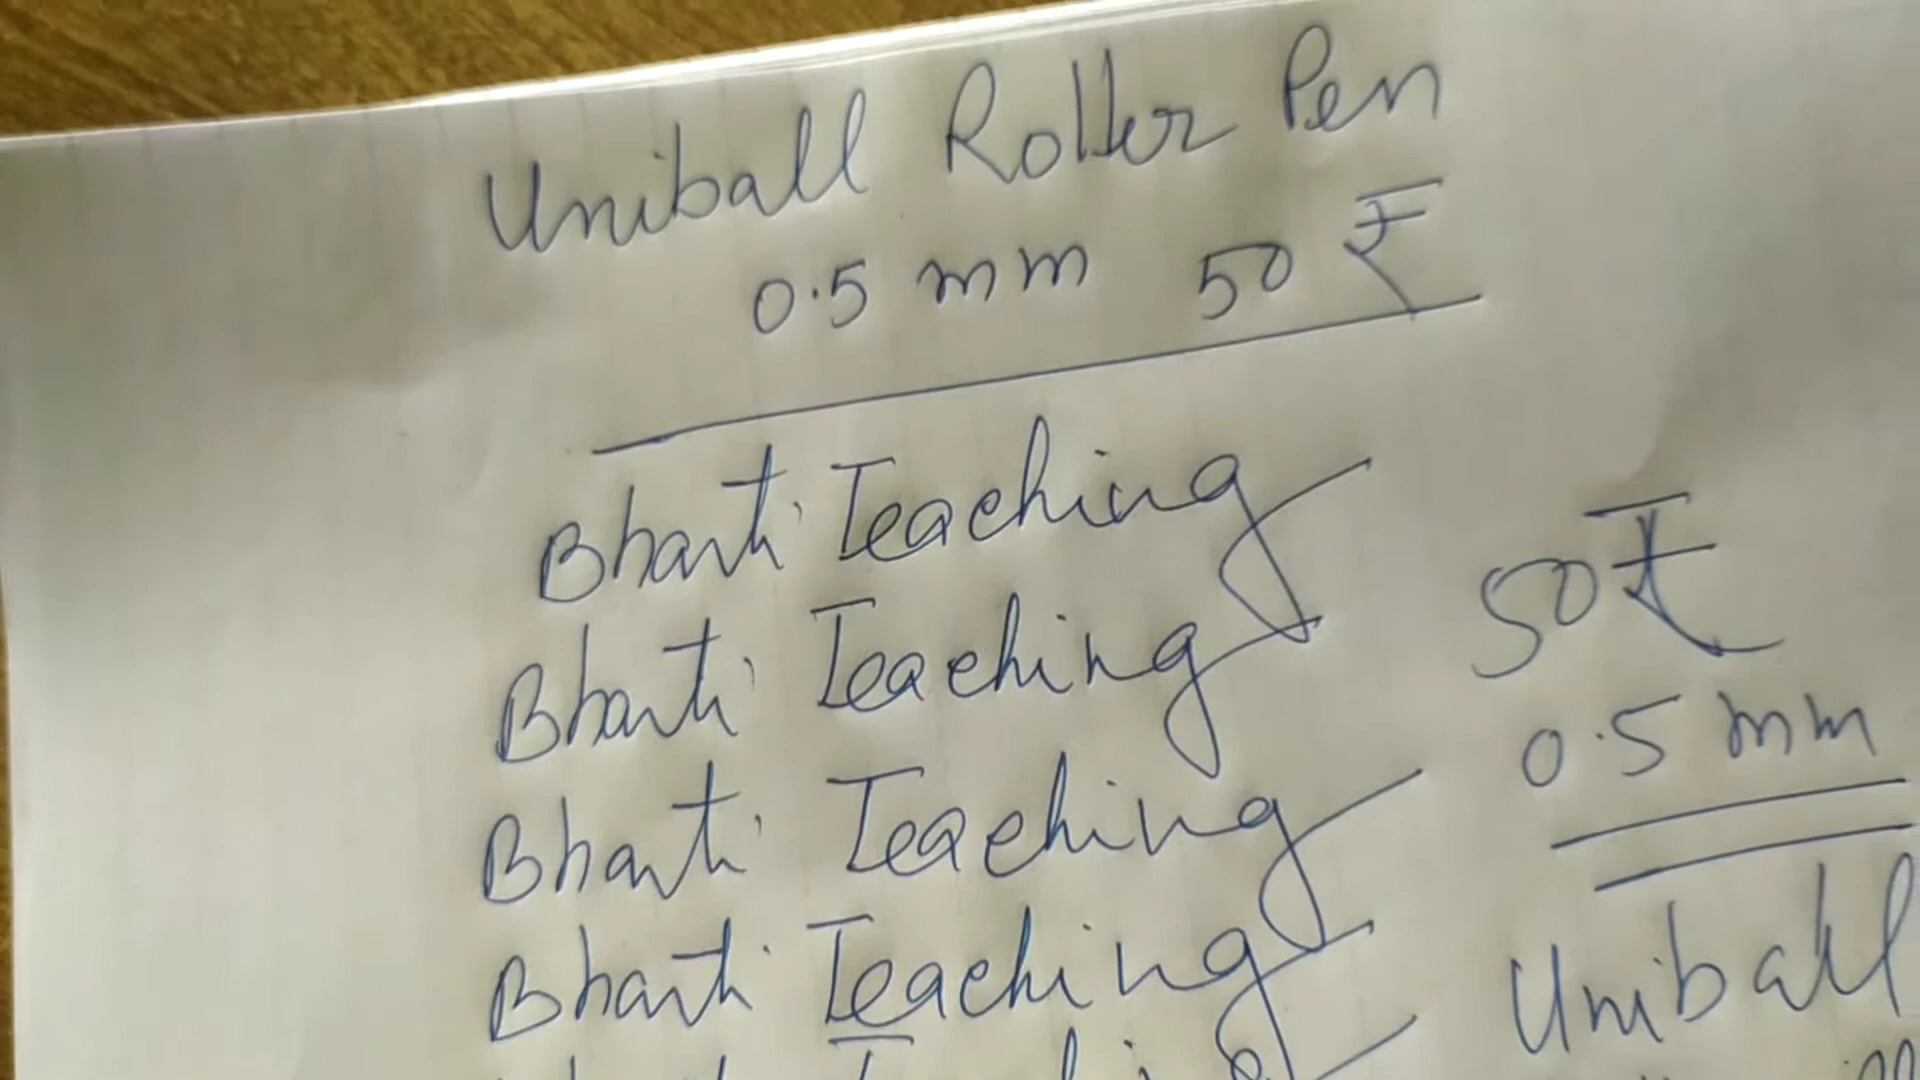 Uniball Roller Pen
0.5 mm 50 ₹
Bharti Teaching
Bharti Teaching
Bharti Teaching
Bharti Teaching
Teaching
50 ₹
0.5 mm
Uniball